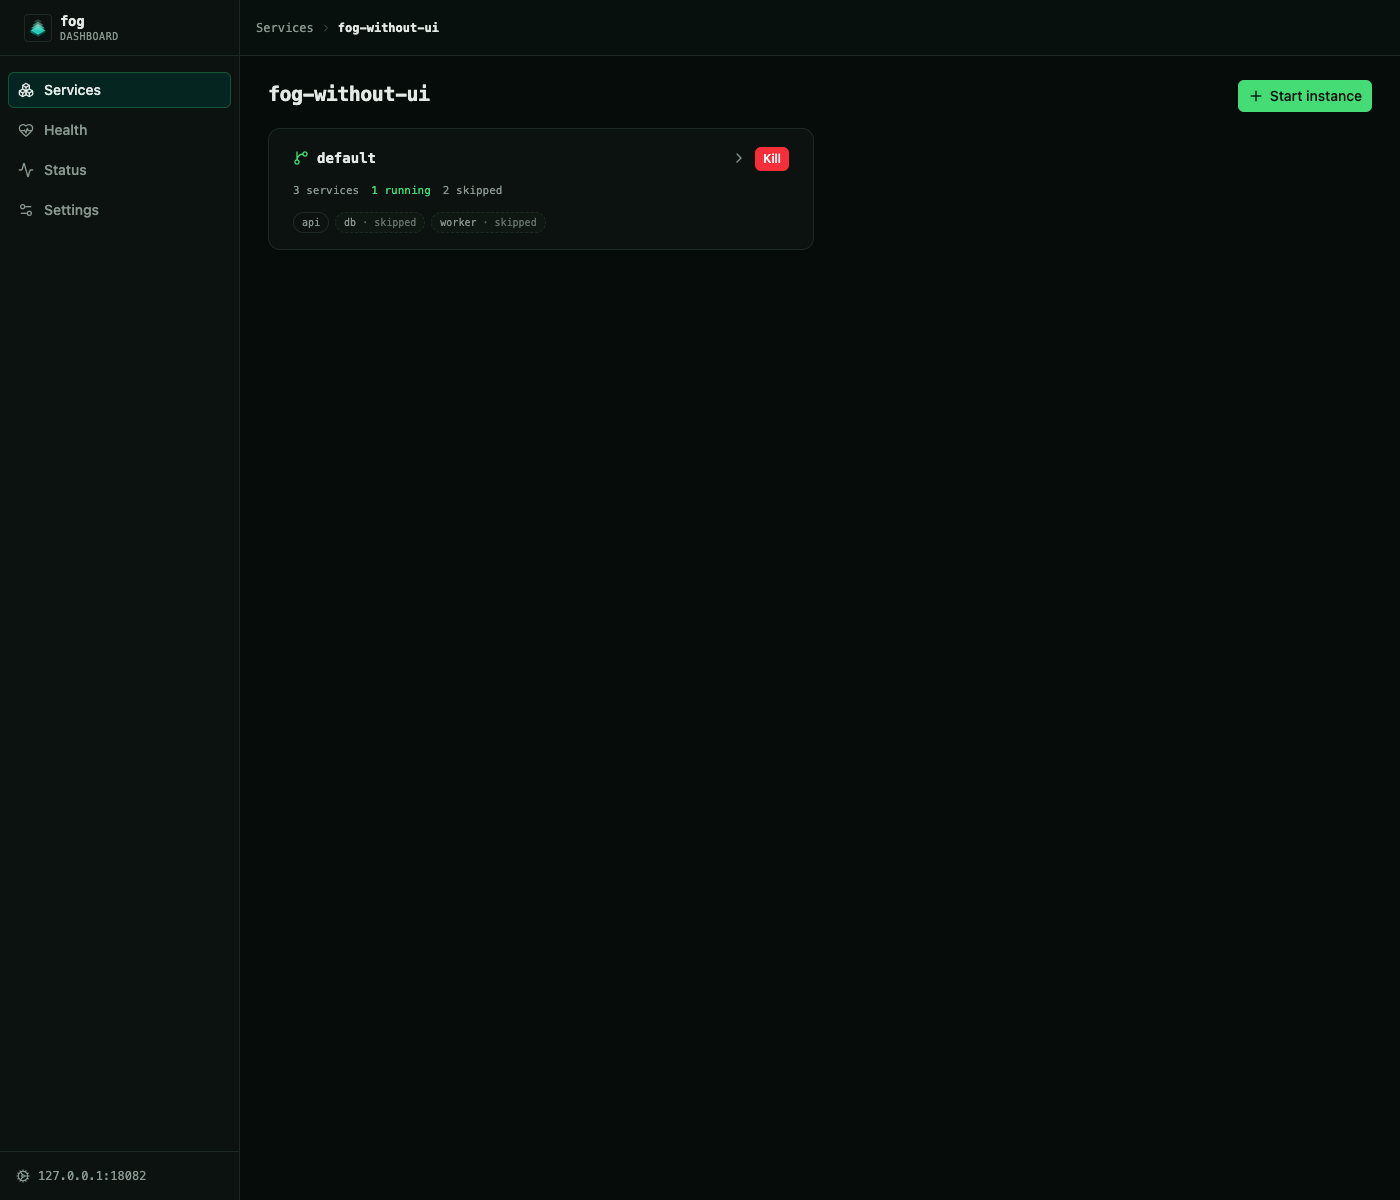 fog
DASHBOARD
Services
Health
Status
Settings
127.0.0.1:18082
Services > fog-without-ui
fog-without-ui
Start instance
default
Kill
3 services 1 running 2 skipped
api db · skipped worker · skipped